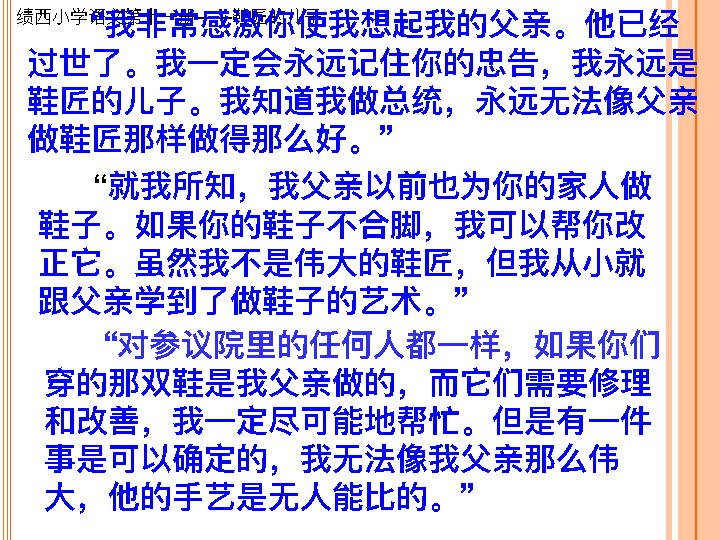 绩西小学语文第十一册
“我非常感激你使我想起我的父亲。他已经
过世了。我一定会永远记住你的忠告，我永远是
鞋匠的儿子。我知道我做总统，永远无法像父亲
做鞋匠那样做得那么好。”
“就我所知，我父亲以前也为你的家人做
鞋子。如果你的鞋子不合脚，我可以帮你改
正它。虽然我不是伟大的鞋匠，但我从小就
跟父亲学到了做鞋子的艺术。”
“对参议院里的任何人都一样，如果你们
穿的那双鞋是我父亲做的，而它们需要修理
和改善，我一定尽可能地帮忙。但是有一件
事是可以确定的，我无法像我父亲那么伟
大，他的手艺是无人能比的。”